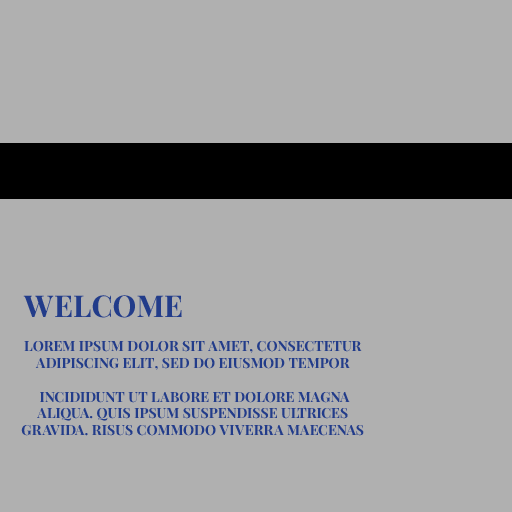 WELCOME
LOREM IPSUM DOLOR SIT AMET, CONSECTETUR
ADIPISCING ELIT, SED DO EIUSMOD TEMPOR
INCIDIDUNT UT LABORE ET DOLORE MAGNA
ALIQUA. QUIS IPSUM SUSPENDISSE ULTRICES
GRAVIDA. RISUS COMMODO VIVERRA MAECENAS